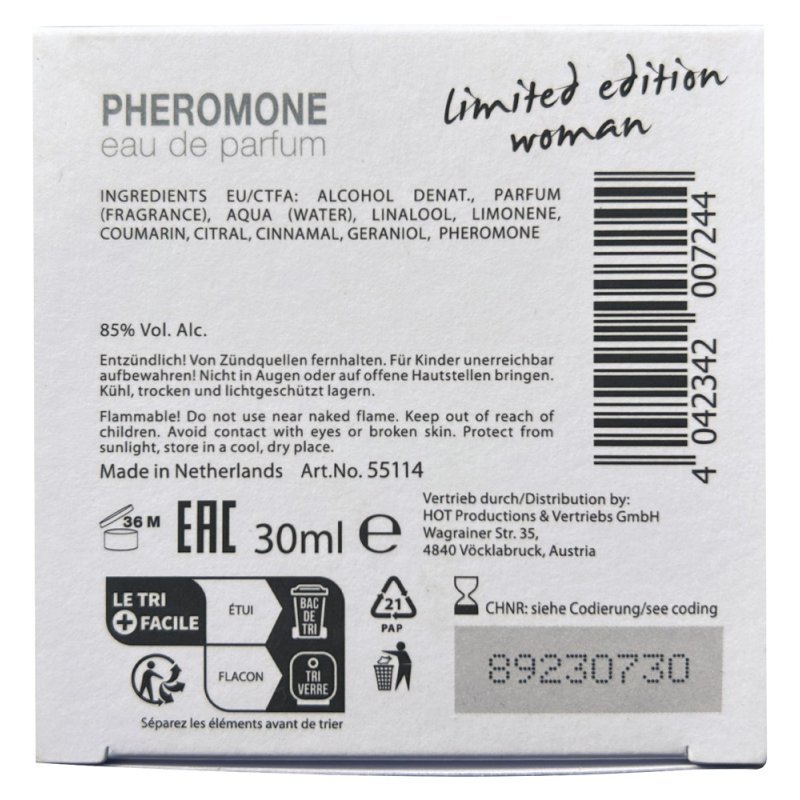 PHEROMONE
eau de parfum
limited edition
woman
INGREDIENTS EU/CTFA: ALCOHOL DENAT., PARFUM
(FRAGRANCE), AQUA (WATER), LINALOOL, LIMONENE,
COUMARIN, CITRAL, CINNAMAL, GERANIOL, PHEROMONE
4 042342 007244
85% Vol. Alc.
Entzündlich! Von Zündquellen fernhalten. Für Kinder unerreichbar
aufbewahren! Nicht in Augen oder auf offene Hautstellen bringen.
Kühl, trocken und lichtgeschützt lagern.
Flammable! Do not use near naked flame. Keep out of reach of
children. Avoid contact with eyes or broken skin. Protect from
sunlight, store in a cool, dry place.
Made in Netherlands Art.No. 55114
36 M
EAC
30ml e
Vertrieb durch/Distribution by:
HOT Productions & Vertriebs GmbH
Wagrainer Str. 35,
4840 Vöcklabruck, Austria
LE TRI
+ FACILE
ÉTUI
BAC
DE
TRI
FLACON
TRI
VERRE
Séparez les éléments avant de trier
21
PAP
CHNR: siehe Codierung/see coding
89230730